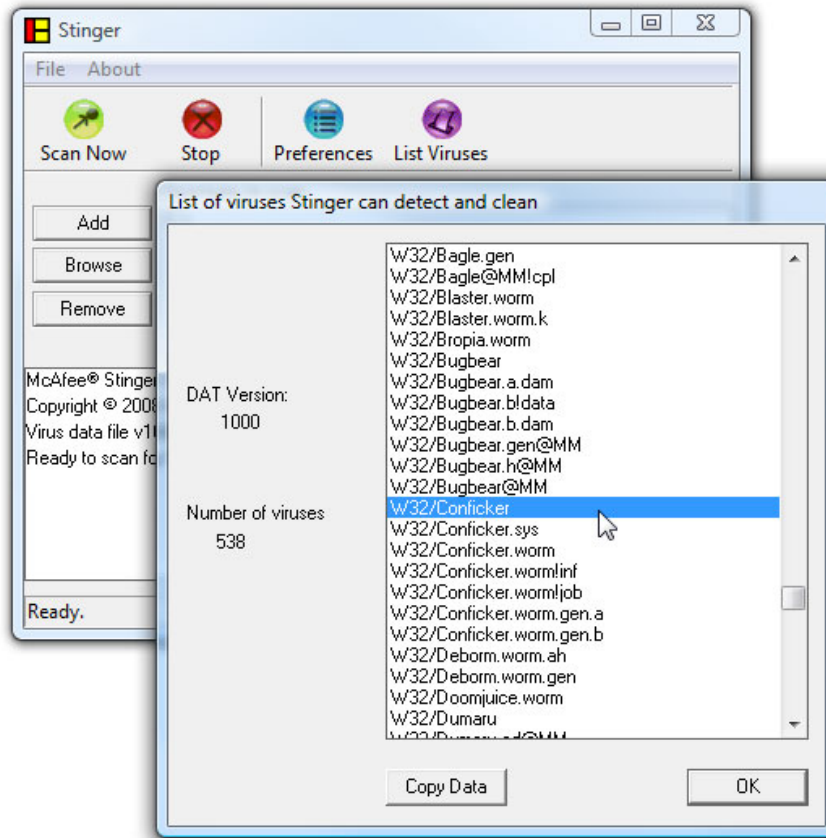 Stinger
File About
Scan Now Stop Preferences List Viruses
Add
Browse
Remove
McAfee® Stinger
Copyright © 2008
Virus data file
Ready to scan
Ready.
List of viruses Stinger can detect and clean
DAT Version:
1000
Number of viruses
538
W32/Bagle.gen
W32/Bagle@MM!cpl
W32/Blaster.worm
W32/Blaster.worm.k
W32/Bropia.worm
W32/Bugbear
W32/Bugbear.a.dam
W32/Bugbear.b!data
W32/Bugbear.b.dam
W32/Bugbear.gen@MM
W32/Bugbear.h@MM
W32/Bugbear@MM
W32/Conficker
W32/Conficker.sys
W32/Conficker.worm
W32/Conficker.worm!inf
W32/Conficker.worm!job
W32/Conficker.worm.gen.a
W32/Conficker.worm.gen.b
W32/Deborm.worm.ah
W32/Deborm.worm.gen
W32/Doomjuice.worm
W32/Dumaru
Copy Data OK